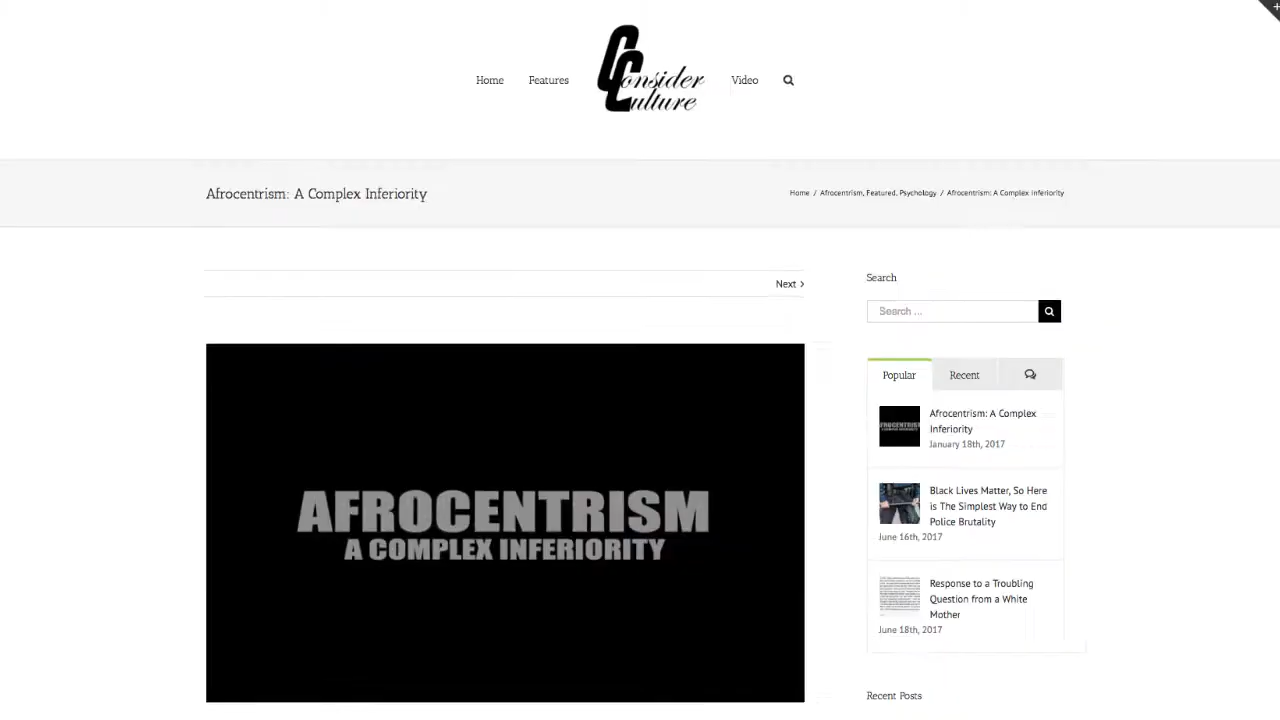 Home
Features
Consider
Culture
Video
Afrocentrism: A Complex Inferiority
Home / Afrocentrism, Featured, Psychology / Afrocentrism: A Complex Inferiority
Next >
AFROCENTRISM
A COMPLEX INFERIORITY
Search
Search ...
Popular
Recent
AFROCENTRISM
Afrocentrism: A Complex
Inferiority
January 18th, 2017
Black Lives Matter, So Here
is The Simplest Way to End
Police Brutality
June 16th, 2017
Response to a Troubling
Question from a White
Mother
June 18th, 2017
Recent Posts